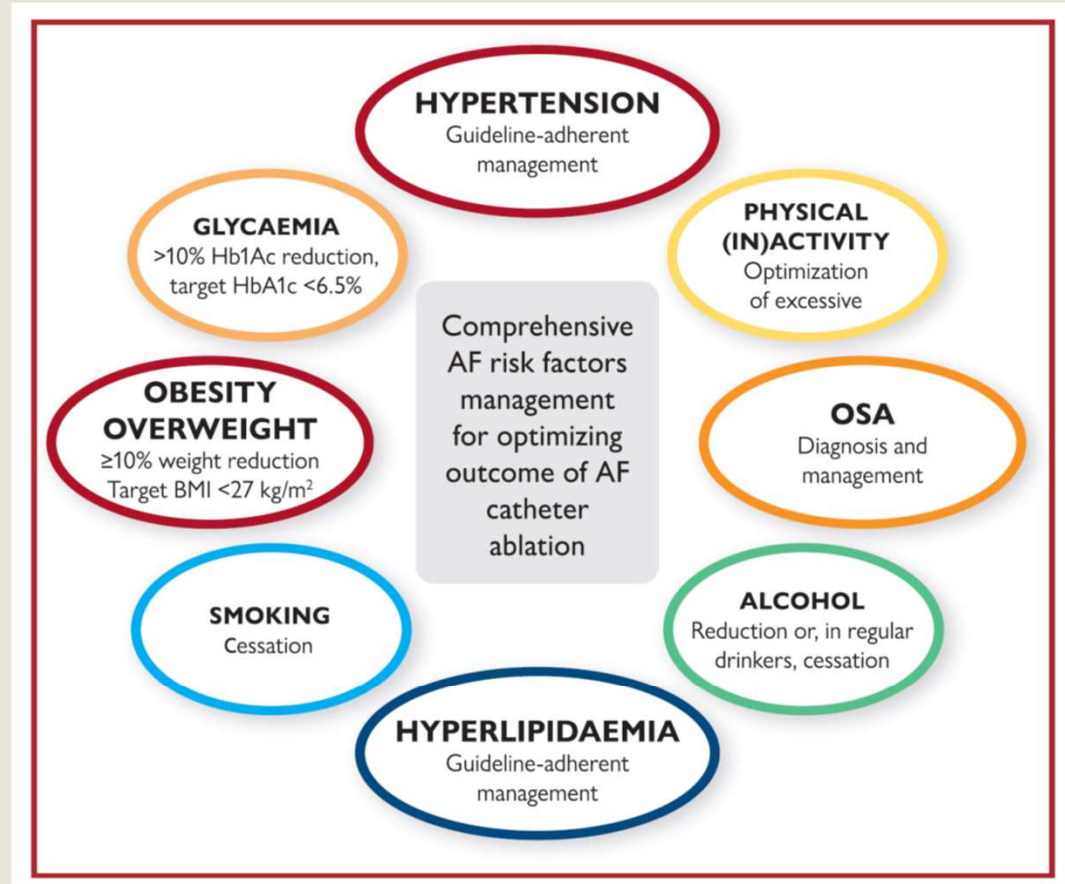 HYPERTENSION
Guideline-adherent
management
GLYCAEMIA
>10% Hb1Ac reduction,
target HbA1c <6.5%
PHYSICAL
(IN)ACTIVITY
Optimization
of excessive
Comprehensive
AF risk factors
management
for optimizing
outcome of AF
catheter
ablation
OBESITY
OVERWEIGHT
≥10% weight reduction
Target BMI <27 kg/m²
OSA
Diagnosis and
management
SMOKING
Cessation
ALCOHOL
Reduction or, in regular
drinkers, cessation
HYPERLIPIDAEMIA
Guideline-adherent
management